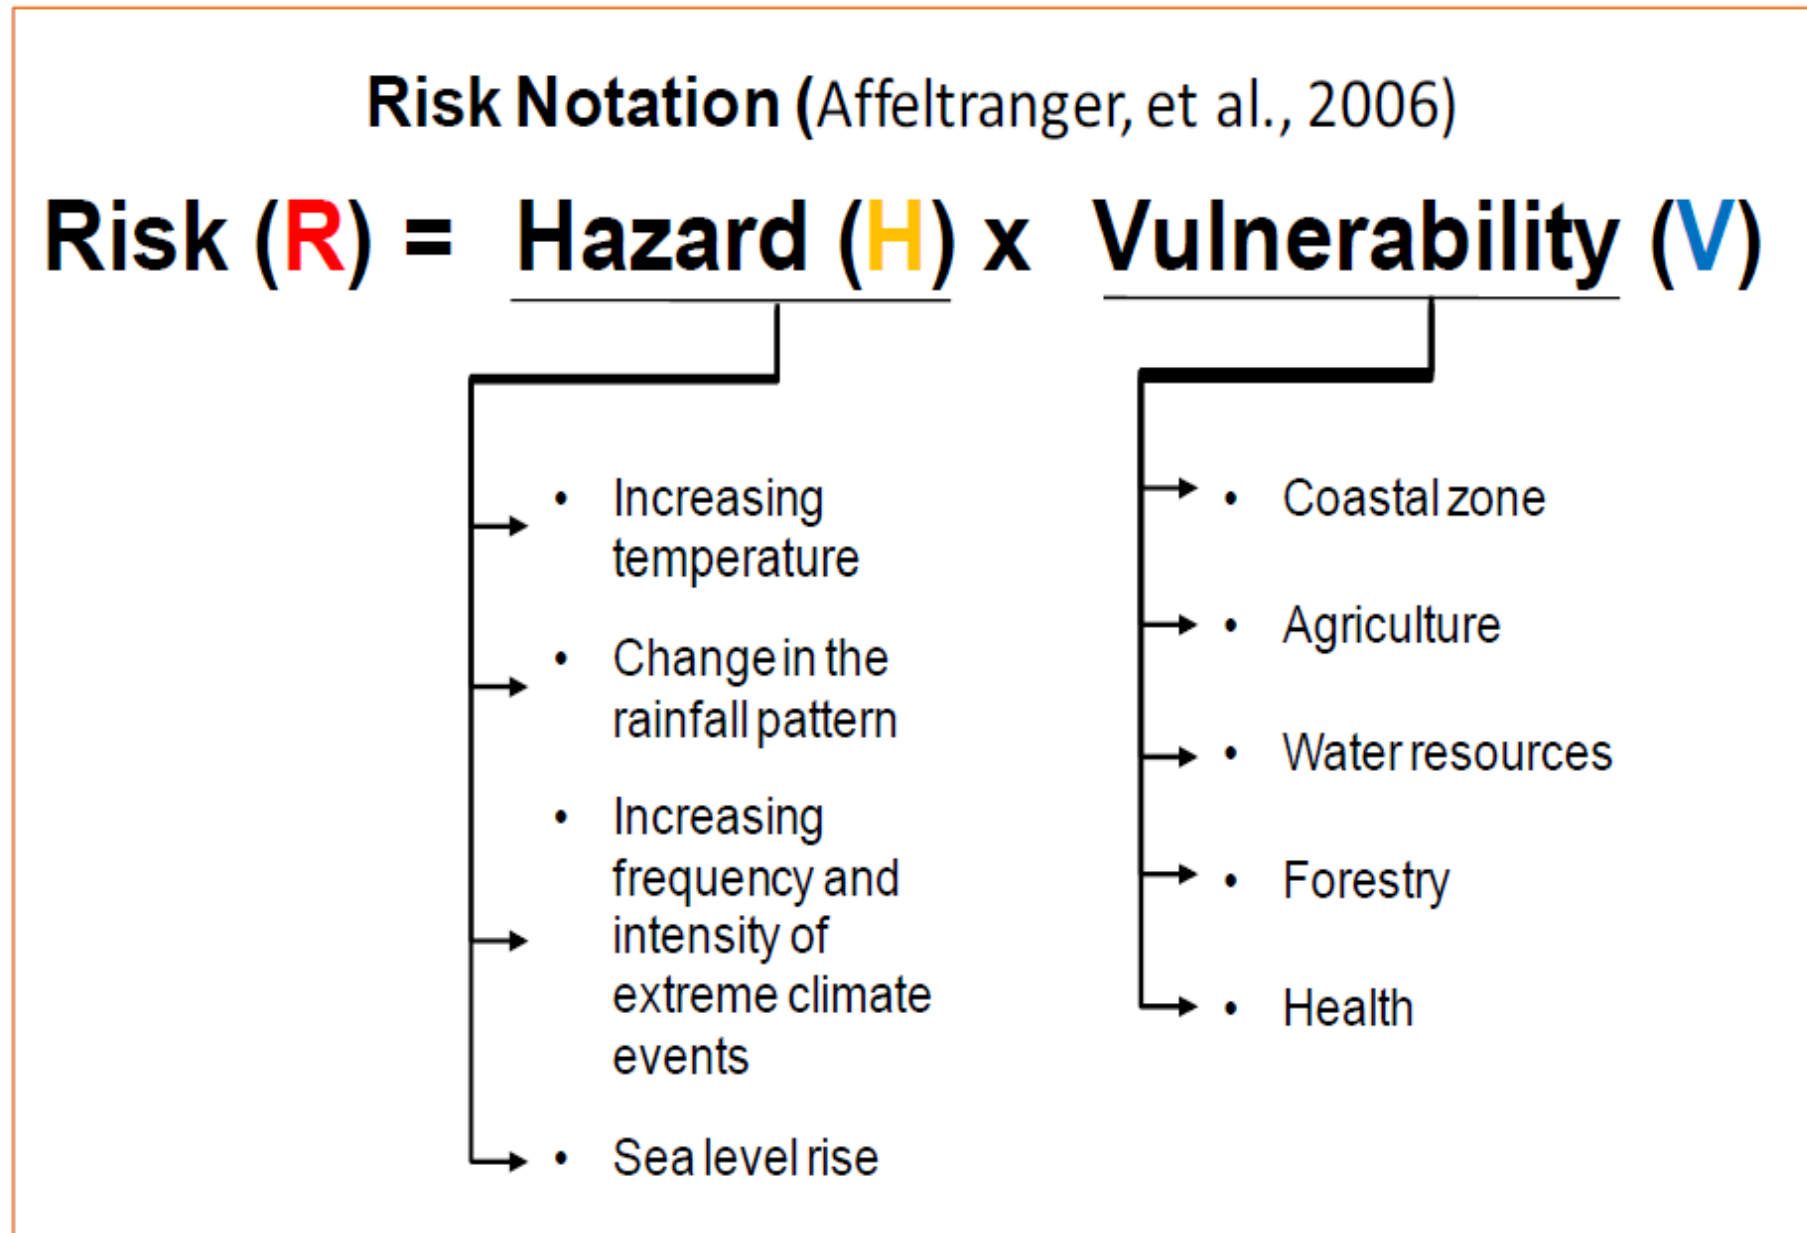 Risk Notation (Affeltranger, et al., 2006)
Risk (R) = Hazard (H) x Vulnerability (V)
• Increasing
temperature
• Change in the
rainfall pattern
• Increasing
frequency and
intensity of
extreme climate
events
• Sea level rise
• Coastal zone
• Agriculture
• Water resources
• Forestry
• Health